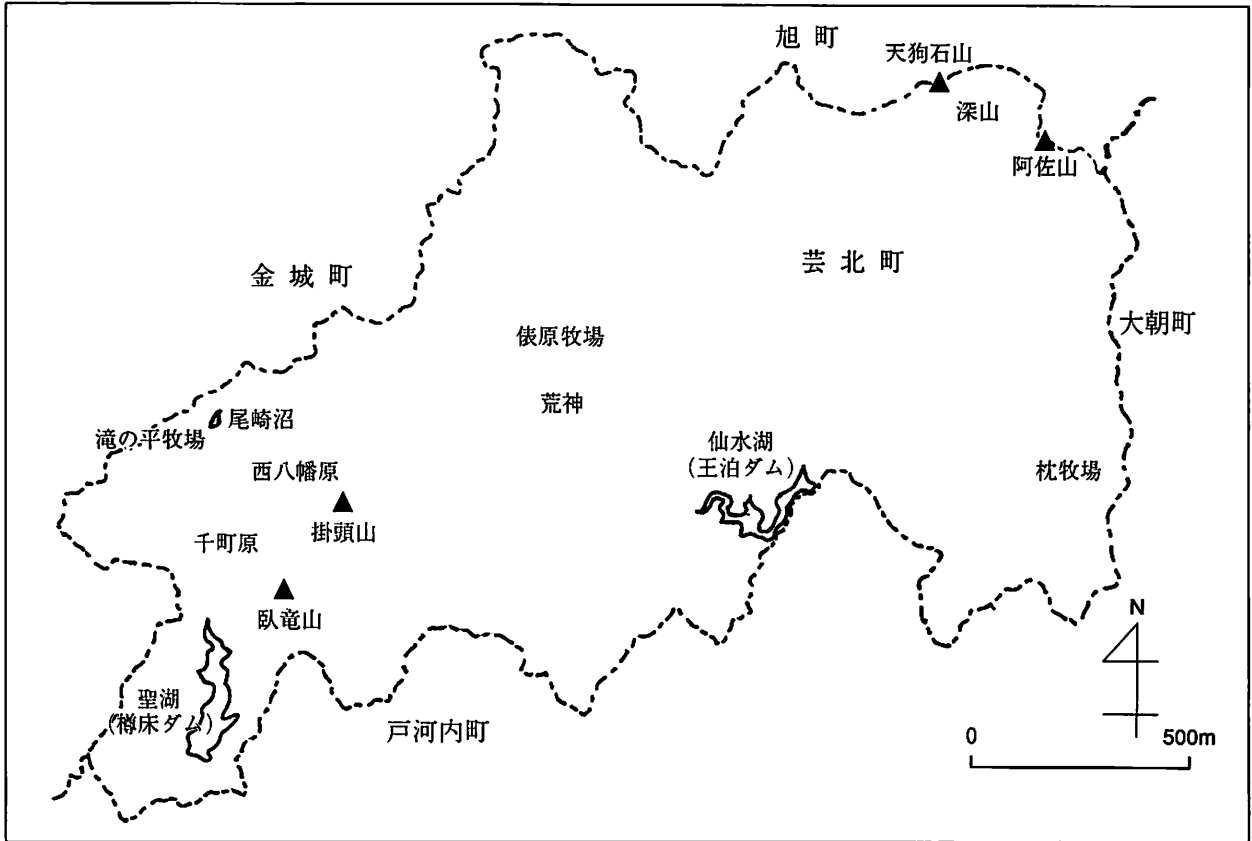 旭町
天狗石山
深山
阿佐山
金城町
芸北町
大朝町
俵原牧場
荒神
尾崎沼
滝の平牧場
西八幡原
仙水湖
(王泊ダム)
枕牧場
掛頭山
千町原
臥竜山
聖湖
(樽床ダム)
戸河内町
N
0 500m